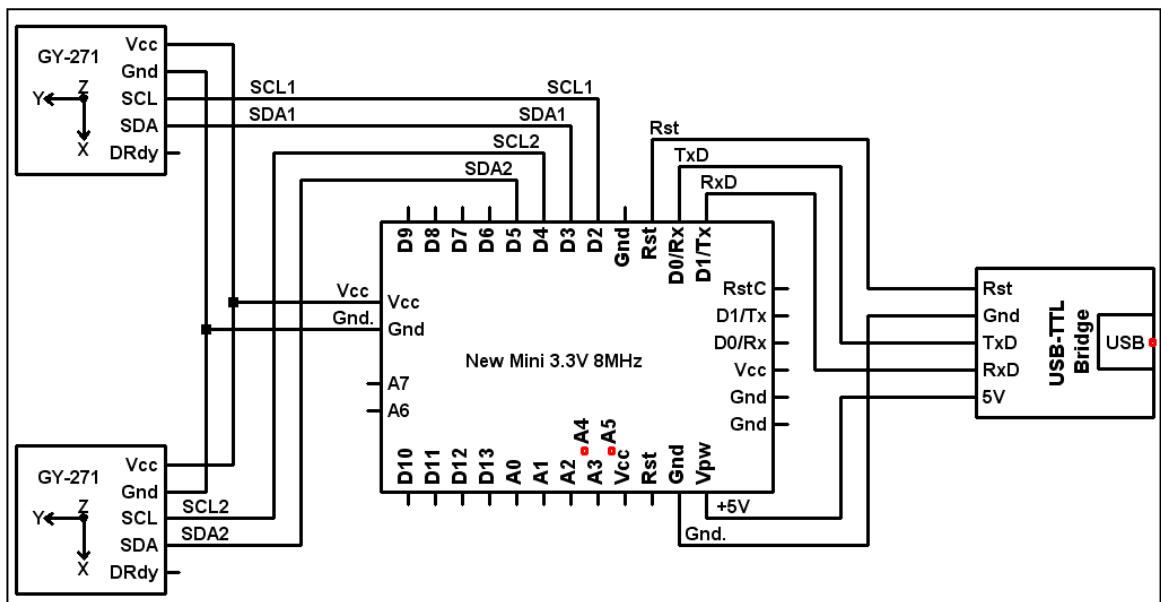 GY-271
Vcc
Gnd
SCL
SDA
DRdy
Z
Y
X
SCL1
SDA1
SCL1
SDA1
SCL2
SDA2
Rst
TxD
RxD
D9
D8
D7
D6
D5
D4
D3
D2
Gnd
Rst
D0/Rx
D1/Tx
Vcc
Gnd.
Vcc
Gnd
A7
A6
New Mini 3.3V 8MHz
RstC
D1/Tx
D0/Rx
Vcc
Gnd
Gnd
A4
A5
D10
D11
D12
D13
A0
A1
A2
A3
Vcc
Rst
Gnd
Vpw
+5V
Gnd.
Rst
Gnd
TxD
RxD
5V
USB-TTL
Bridge
USB
GY-271
Vcc
Gnd
SCL
SDA
DRdy
Z
Y
X
SCL2
SDA2